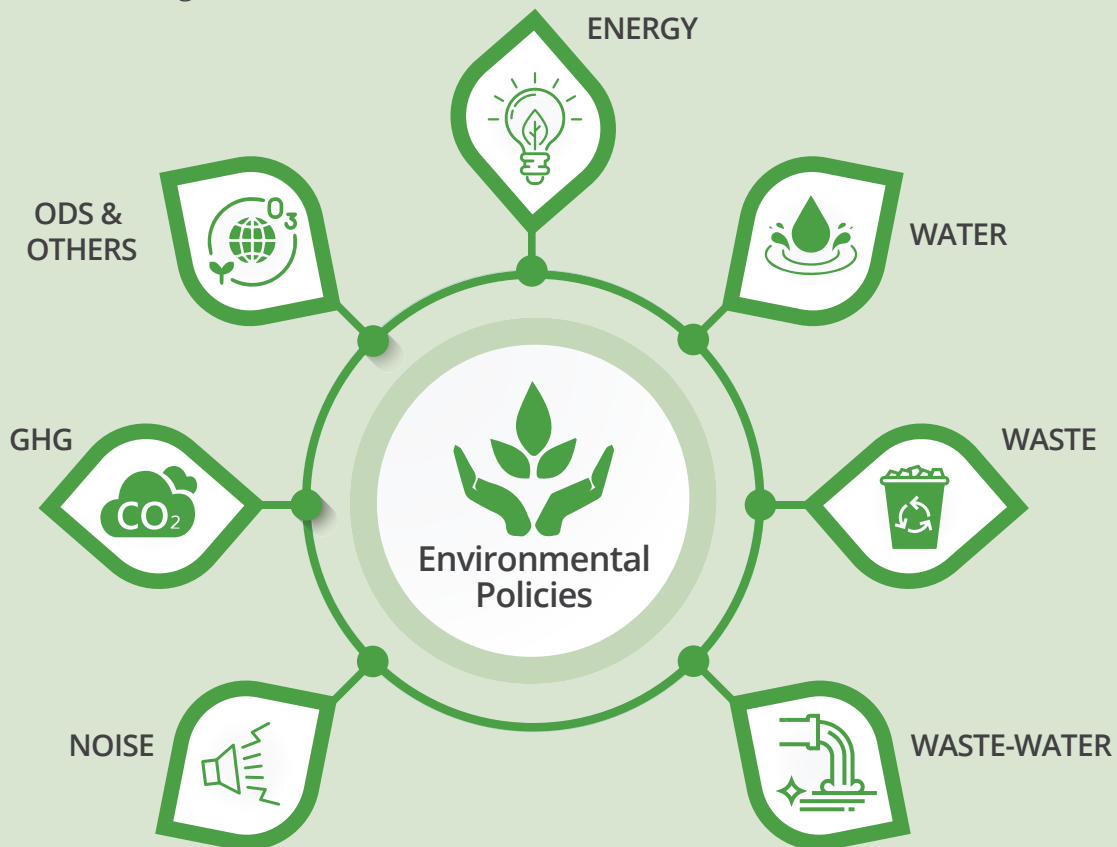 ENERGY
ODS &
OTHERS
O3
WATER
GHG
CO2
WASTE
Environmental
Policies
NOISE
WASTE-WATER